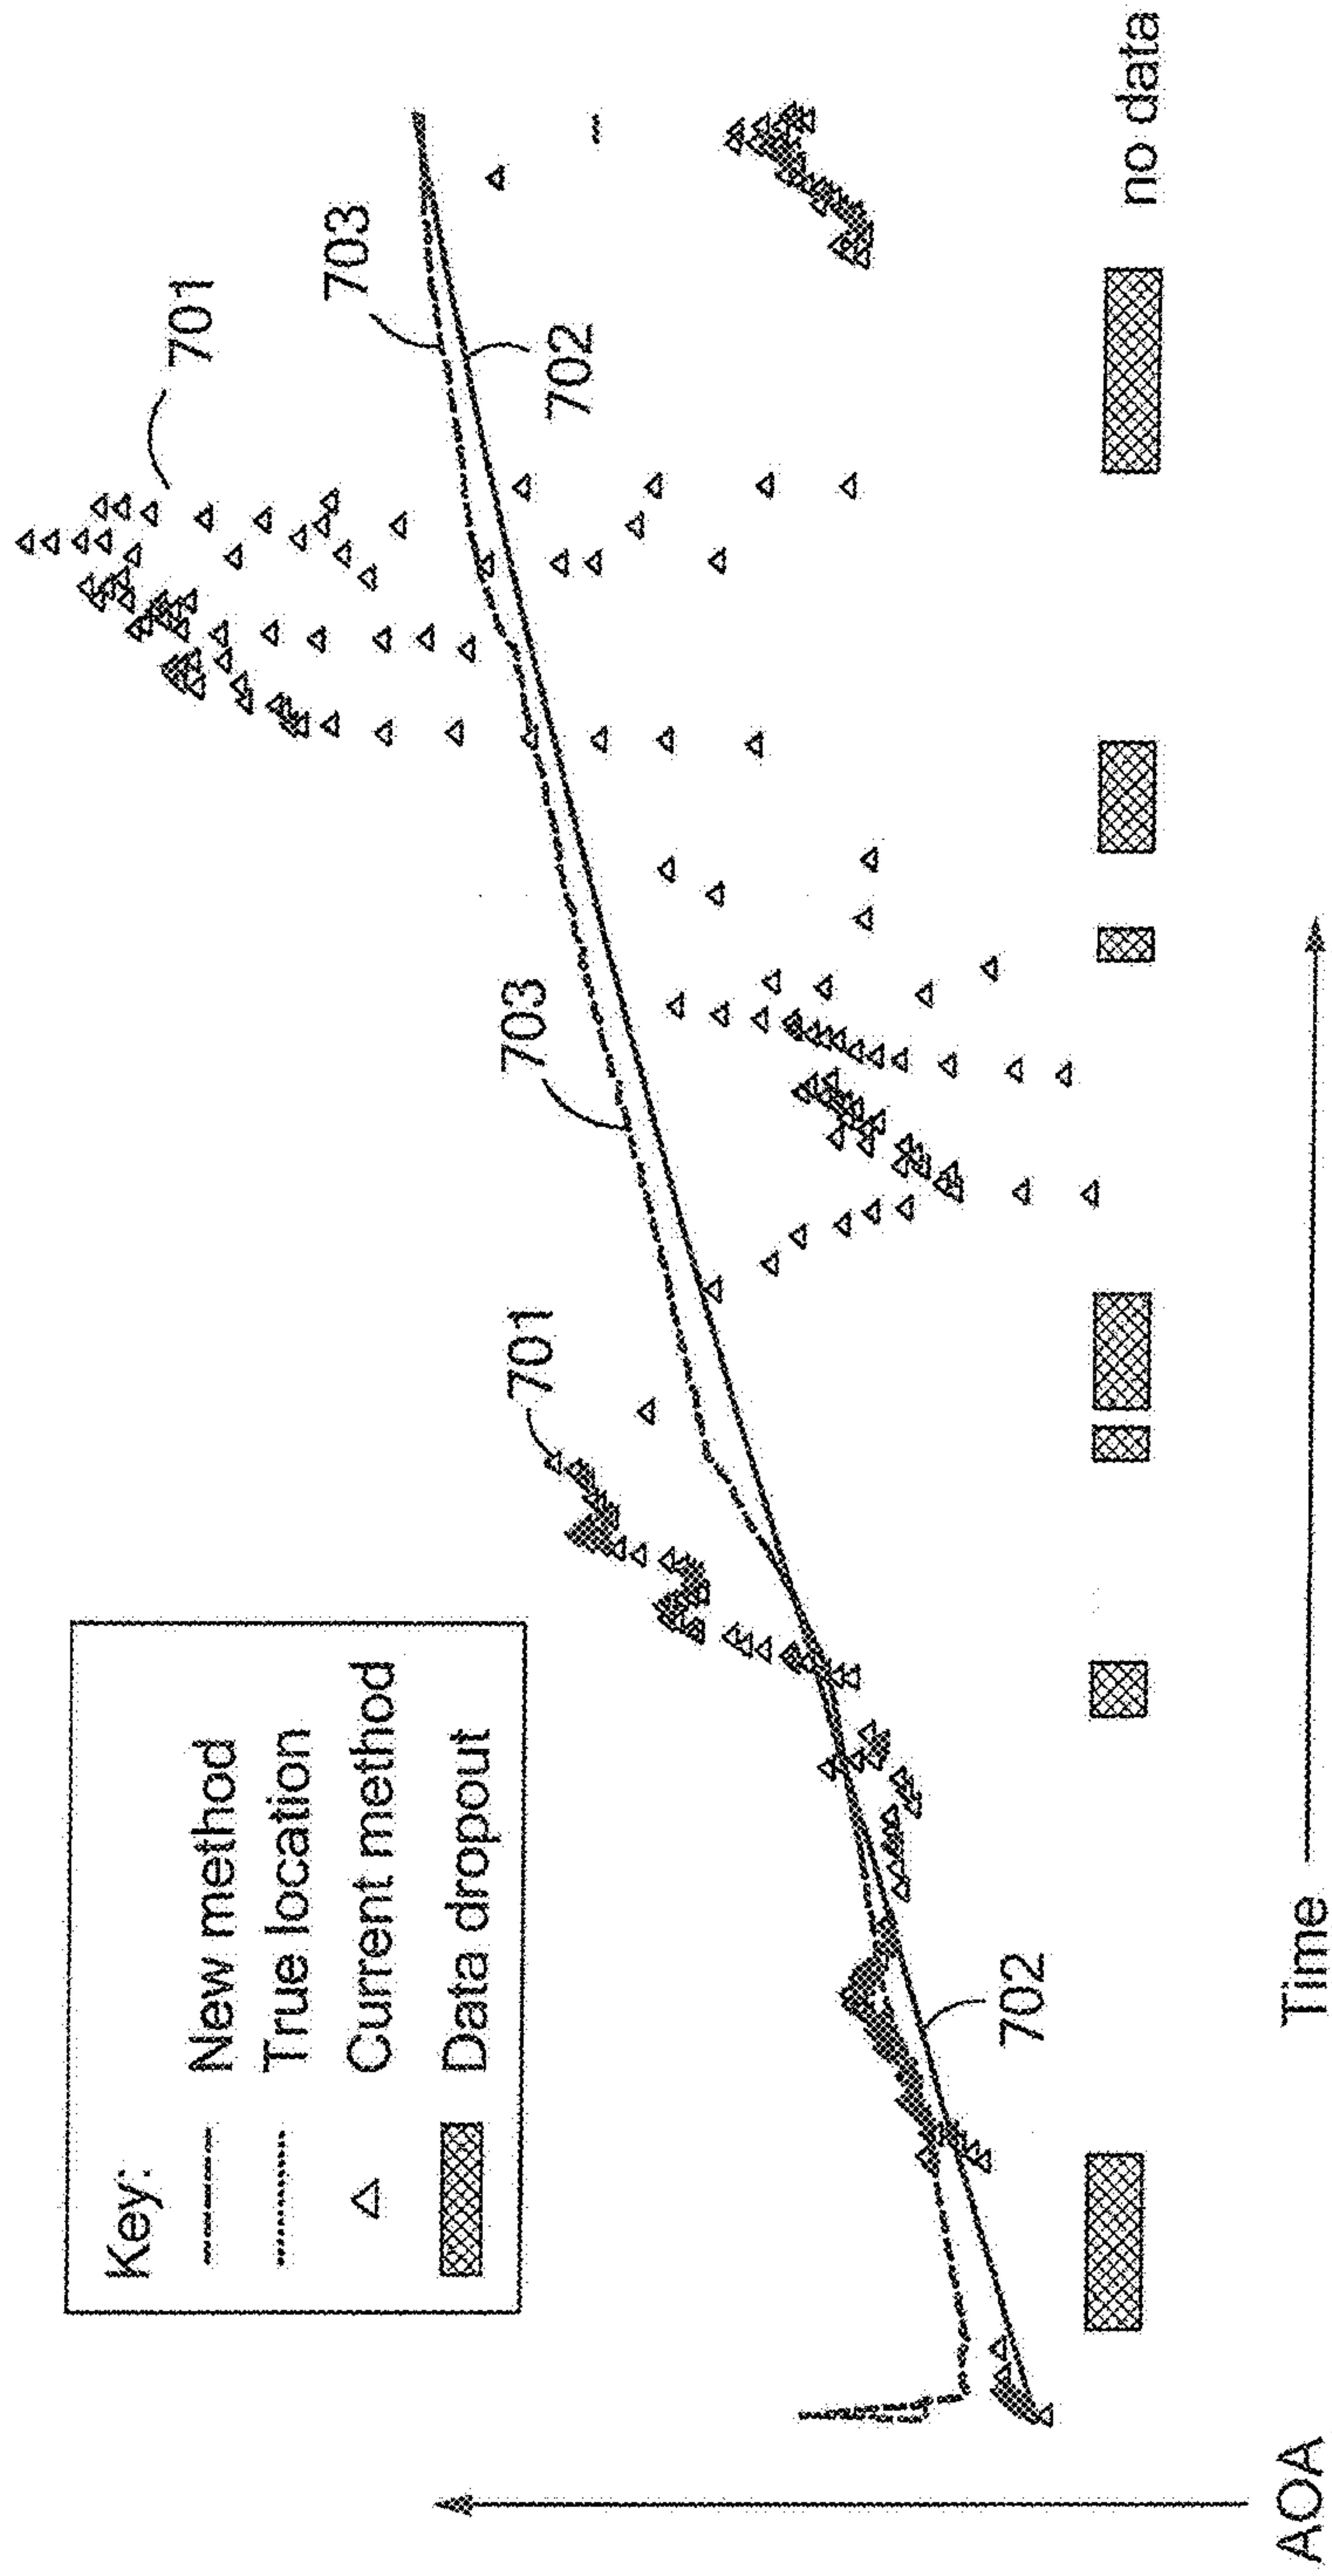 Key:
New method
True location
Current method
Data dropout
701
703
702
701
703
702
no data
Time
AOA